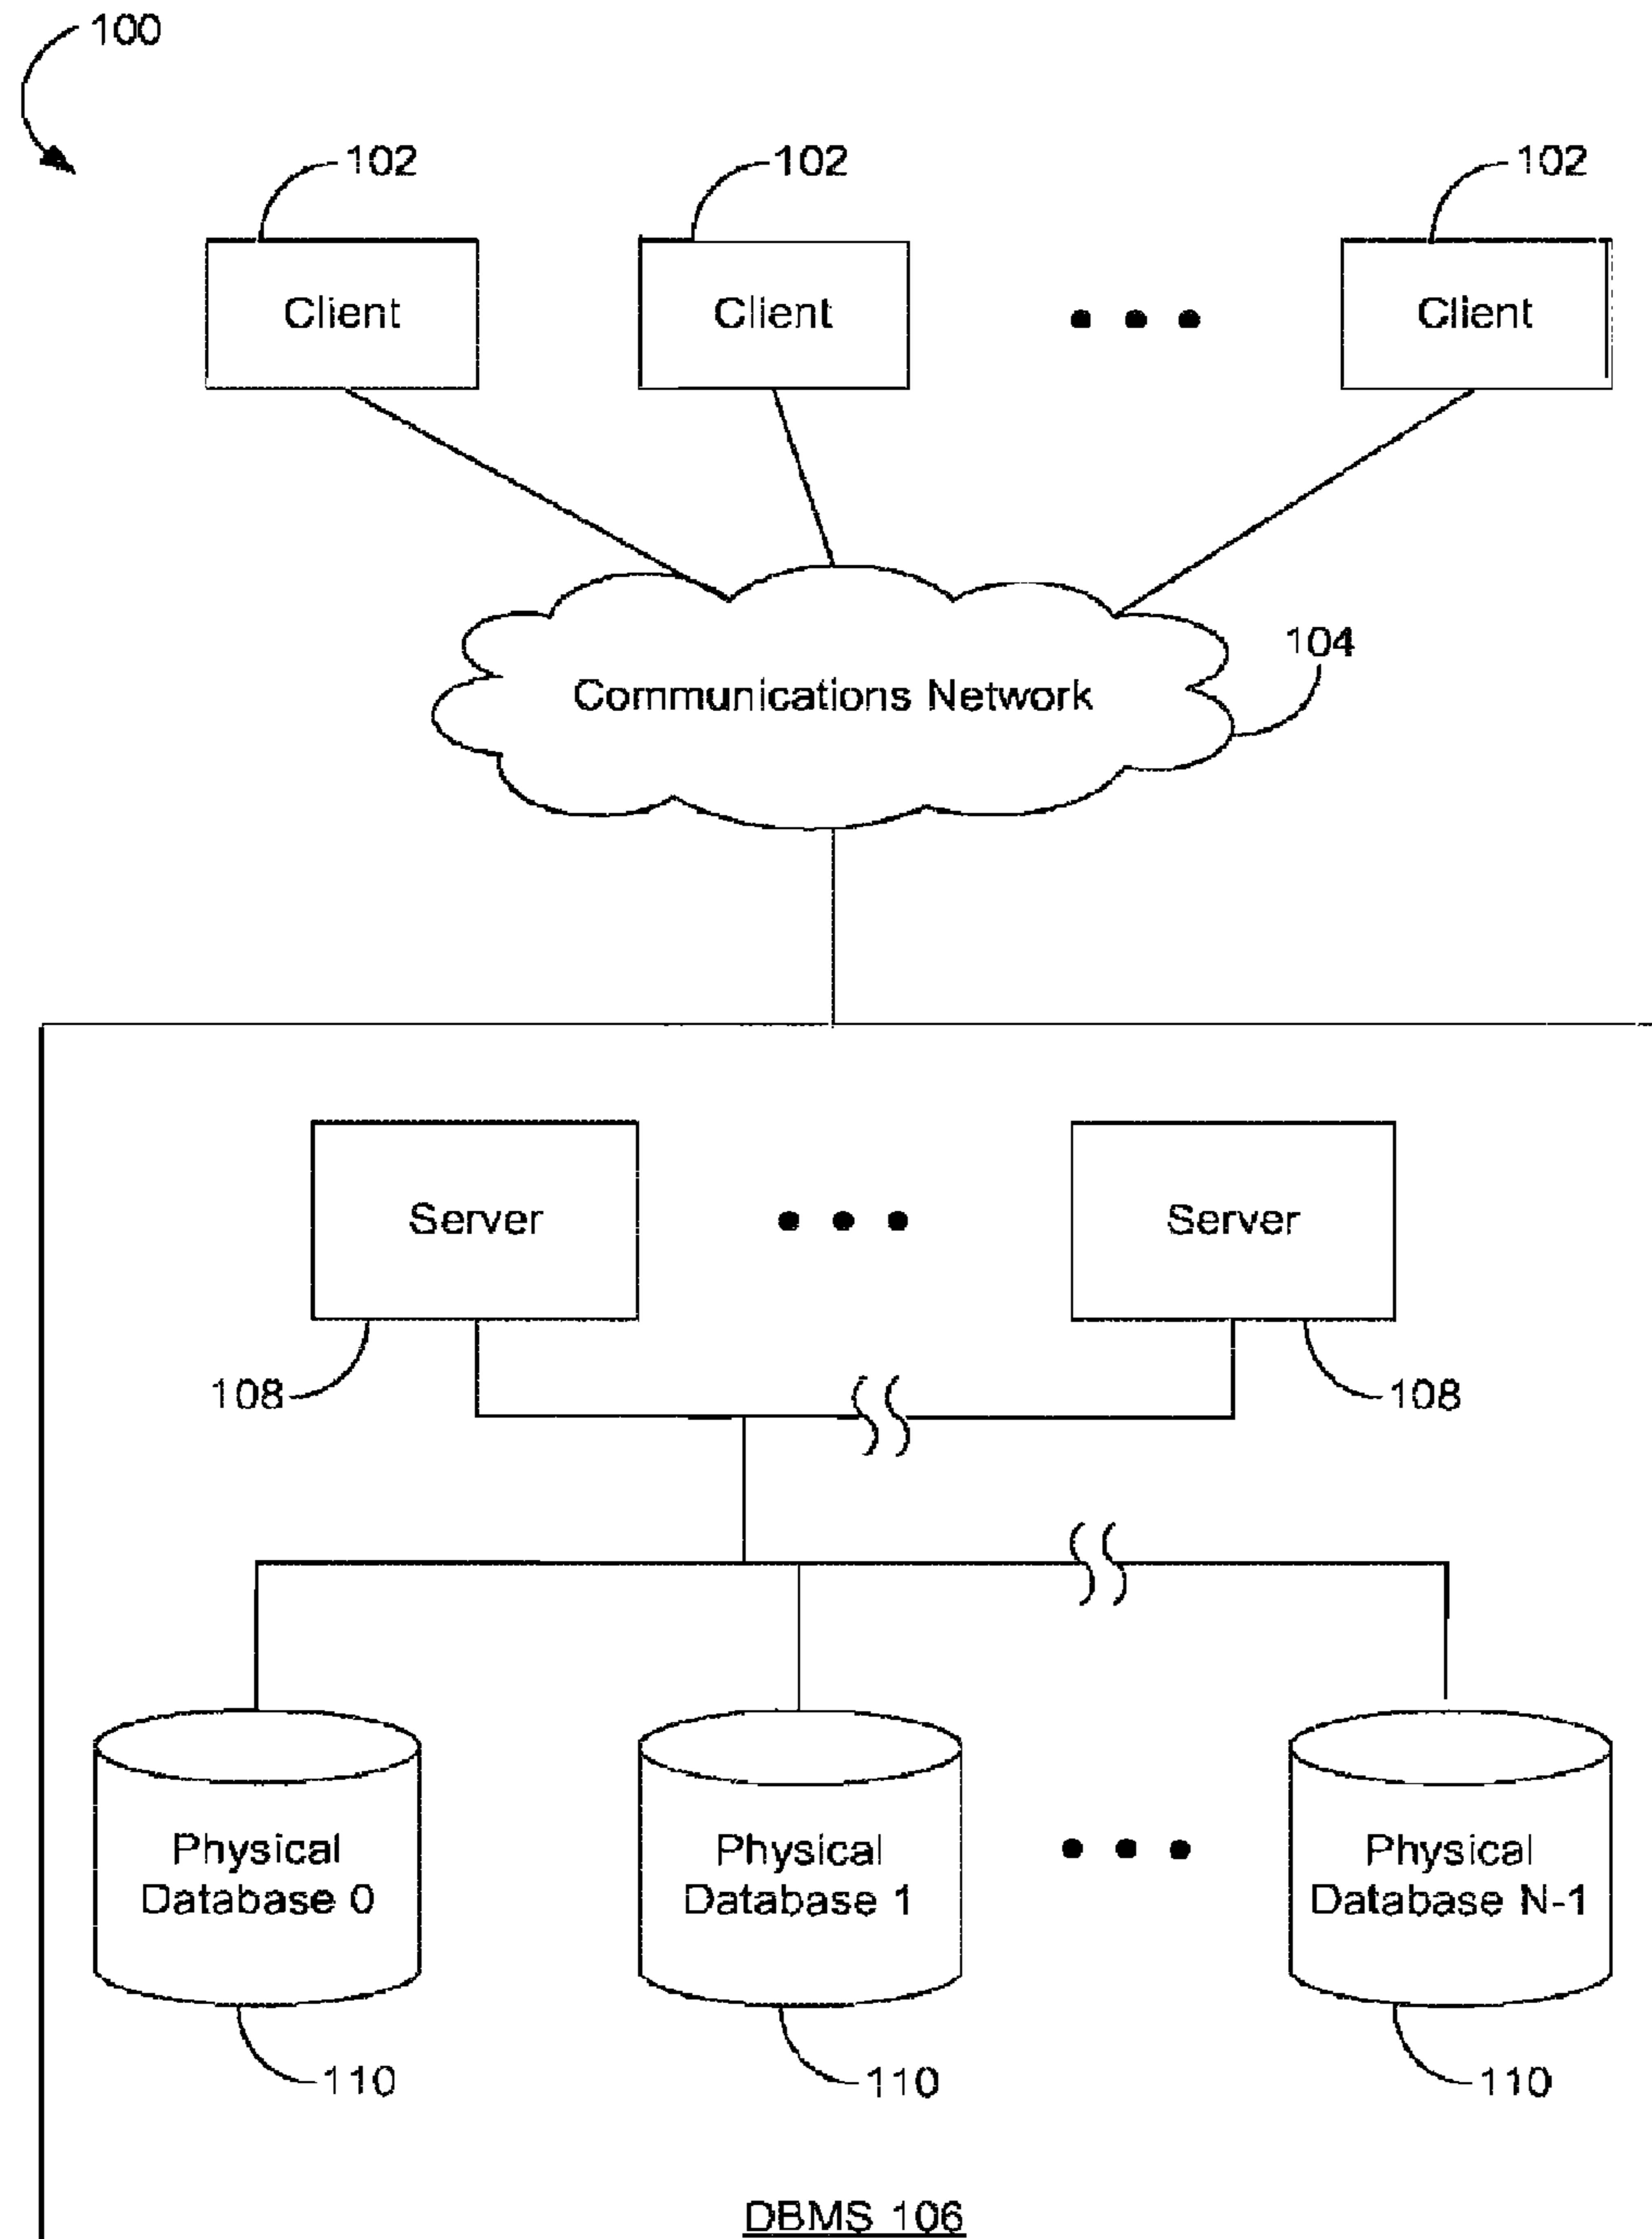 100
102
102
102
Client
Client
Client
104
Communications Network
Server
Server
108
108
Physical
Database 0
Physical
Database 1
Physical
Database N-1
110
110
110
DBMS 106